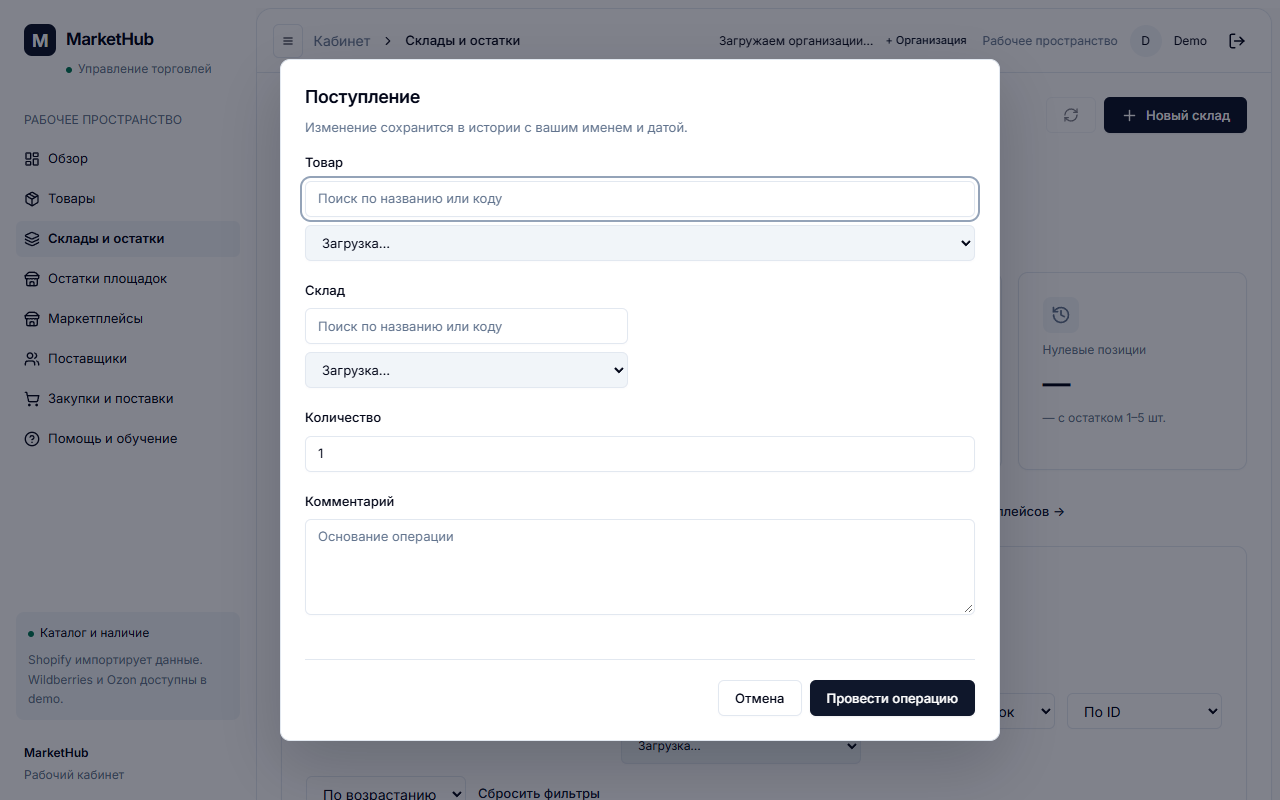 M MarketHub
Управление торговлей
РАБОЧЕЕ ПРОСТРАНСТВО
Обзор
Товары
Склады и остатки
Остатки площадок
Маркетплейсы
Поставщики
Закупки и поставки
Помощь и обучение
Каталог и наличие
Shopify импортирует данные.
Wildberries и Ozon доступны в
demo.
MarketHub
Рабочий кабинет
Кабинет > Склады и остатки
Загружаем организации... + Организация Рабочее пространство D Demo
+ Новый склад
Поступление
Изменение сохранится в истории с вашим именем и датой.
Товар
Поиск по названию или коду
Загрузка...
Склад
Поиск по названию или коду
Загрузка...
Количество
1
Комментарий
Основание операции
Отмена Провести операцию
Нулевые позиции
—
— с остатком 1–5 шт.
плейсов →
ок По ID
Загрузка...
По возрастанию Сбросить фильтры